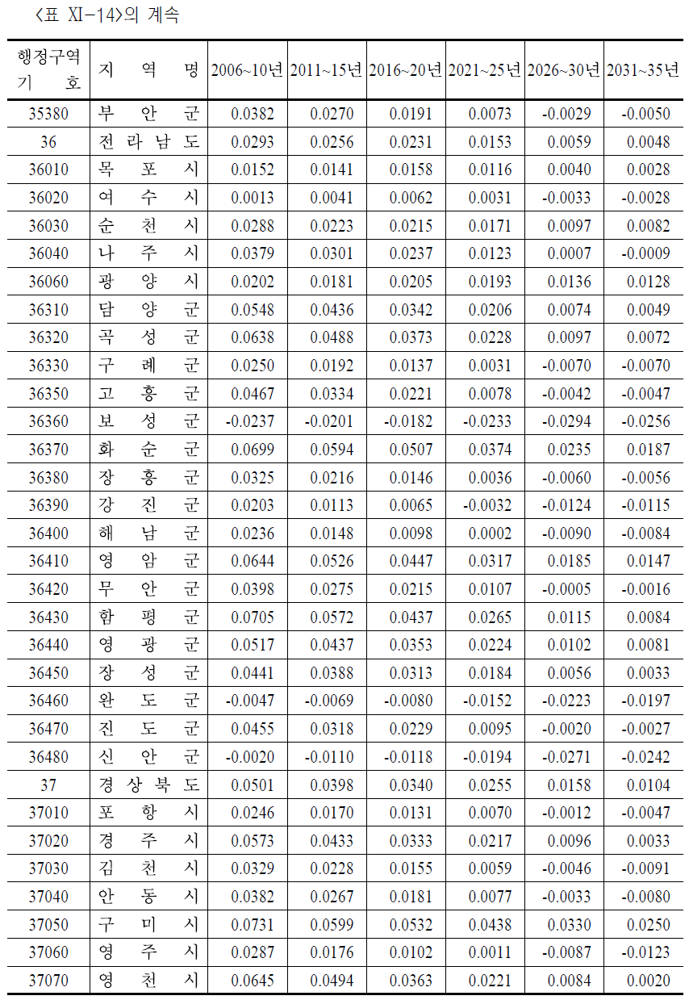 <표 XI-14>의 계속
행정구역 기 호 지 역 명 2006~10년 2011~15년 2016~20년 2021~25년 2026~30년 2031~35년
35380 부 안 군 0.0382 0.0270 0.0191 0.0073 -0.0029 -0.0050
36 전 라 남 도 0.0293 0.0256 0.0231 0.0153 0.0059 0.0048
36010 목 포 시 0.0152 0.0141 0.0158 0.0116 0.0040 0.0028
36020 여 수 시 0.0013 0.0041 0.0062 0.0031 -0.0033 -0.0028
36030 순 천 시 0.0288 0.0223 0.0215 0.0171 0.0097 0.0082
36040 나 주 시 0.0379 0.0301 0.0237 0.0123 0.0007 -0.0009
36060 광 양 시 0.0202 0.0181 0.0205 0.0193 0.0136 0.0128
36310 담 양 군 0.0548 0.0436 0.0342 0.0206 0.0074 0.0049
36320 곡 성 군 0.0638 0.0488 0.0373 0.0228 0.0097 0.0072
36330 구 례 군 0.0250 0.0192 0.0137 0.0031 -0.0070 -0.0070
36350 고 흥 군 0.0467 0.0334 0.0221 0.0078 -0.0042 -0.0047
36360 보 성 군 -0.0237 -0.0201 -0.0182 -0.0233 -0.0294 -0.0256
36370 화 순 군 0.0699 0.0594 0.0507 0.0374 0.0235 0.0187
36380 장 흥 군 0.0325 0.0216 0.0146 0.0036 -0.0060 -0.0056
36390 강 진 군 0.0203 0.0113 0.0065 -0.0032 -0.0124 -0.0115
36400 해 남 군 0.0236 0.0148 0.0098 0.0002 -0.0090 -0.0084
36410 영 암 군 0.0644 0.0526 0.0447 0.0317 0.0185 0.0147
36420 무 안 군 0.0398 0.0275 0.0215 0.0107 -0.0005 -0.0016
36430 함 평 군 0.0705 0.0572 0.0437 0.0265 0.0115 0.0084
36440 영 광 군 0.0517 0.0437 0.0353 0.0224 0.0102 0.0081
36450 장 성 군 0.0441 0.0388 0.0313 0.0184 0.0056 0.0033
36460 완 도 군 -0.0047 -0.0069 -0.0080 -0.0152 -0.0223 -0.0197
36470 진 도 군 0.0455 0.0318 0.0229 0.0095 -0.0020 -0.0027
36480 신 안 군 -0.0020 -0.0110 -0.0118 -0.0194 -0.0271 -0.0242
37 경 상 북 도 0.0501 0.0398 0.0340 0.0255 0.0158 0.0104
37010 포 항 시 0.0246 0.0170 0.0131 0.0070 -0.0012 -0.0047
37020 경 주 시 0.0573 0.0433 0.0333 0.0217 0.0096 0.0033
37030 김 천 시 0.0329 0.0228 0.0155 0.0059 -0.0046 -0.0091
37040 안 동 시 0.0382 0.0267 0.0181 0.0077 -0.0033 -0.0080
37050 구 미 시 0.0731 0.0599 0.0532 0.0438 0.0330 0.0250
37060 영 주 시 0.0287 0.0176 0.0102 0.0011 -0.0087 -0.0123
37070 영 천 시 0.0645 0.0494 0.0363 0.0221 0.0084 0.0020